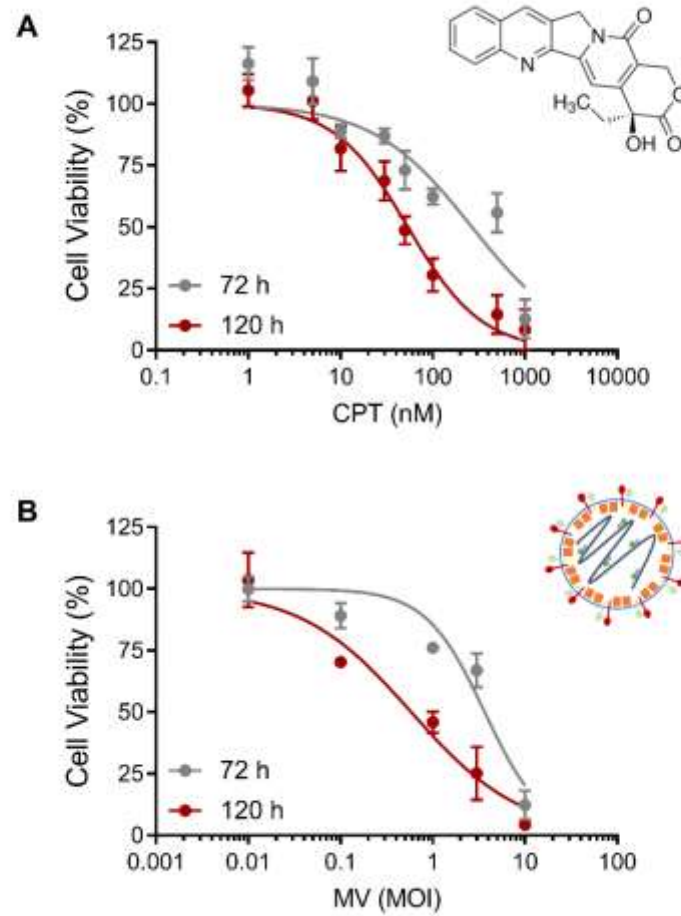 A
125
100
75
50
25
0
Cell Viability (%)
72 h
120 h
0.1 1 10 100 1000 10000
CPT (nM)
O
N
N
O
H₃C
OH
O
B
125
100
75
50
25
0
Cell Viability (%)
72 h
120 h
0.001 0.01 0.1 1 10 100
MV (MOI)